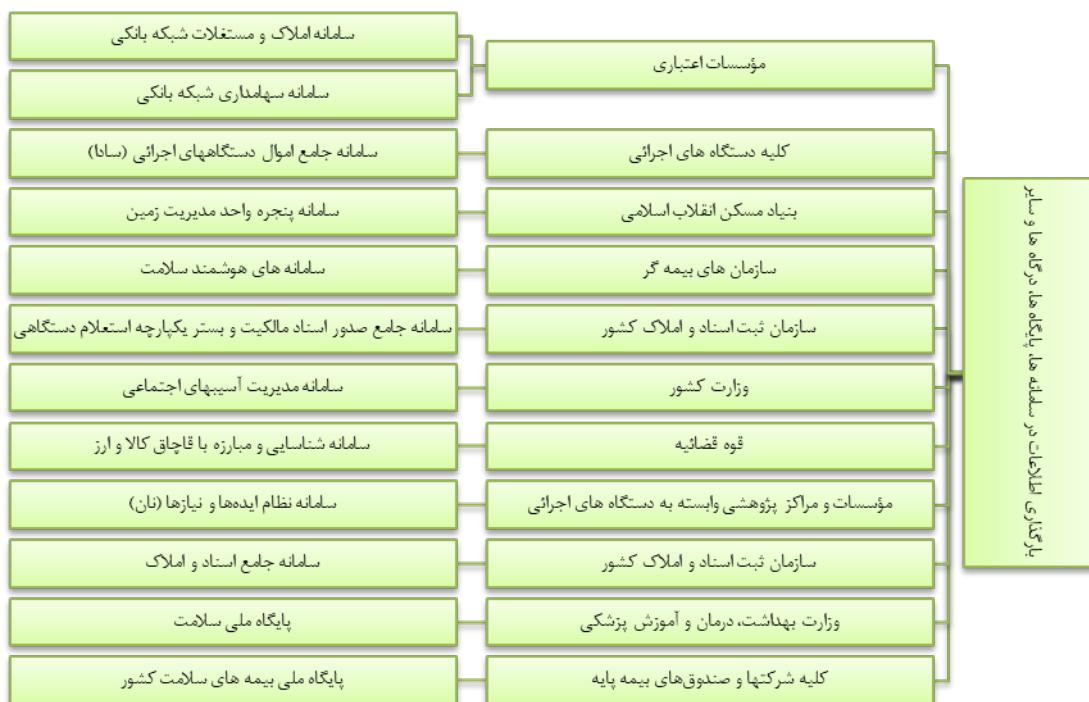 بارگذاری اطلاعات در سامانه ها، پایگاه ها، درگاه ها و سایر
مؤسسات اعتباری
سامانه املاک و مستغلات شبکه بانکی
سامانه سهامداری شبکه بانکی
کلیه دستگاه های اجرائی
سامانه جامع اموال دستگاههای اجرائی (سادا)
بنیاد مسکن انقلاب اسلامی
سامانه پنجره واحد مدیریت زمین
سازمان های بیمه گر
سامانه های هوشمند سلامت
سازمان ثبت اسناد و املاک کشور
سامانه جامع صدور اسناد مالکیت و بستر یکپارچه استعلام دستگاهی
وزارت کشور
سامانه مدیریت آسیبهای اجتماعی
قوه قضائیه
سامانه شناسایی و مبارزه با قاچاق کالا و ارز
مؤسسات و مراکز پژوهشی وابسته به دستگاه های اجرائی
سامانه نظام ایده‌ها و نیازها (نان)
سازمان ثبت اسناد و املاک کشور
سامانه جامع اسناد و املاک
وزارت بهداشت، درمان و آموزش پزشکی
پایگاه ملی سلامت
کلیه شرکتها و صندوق‌های بیمه پایه
پایگاه ملی بیمه های سلامت کشور